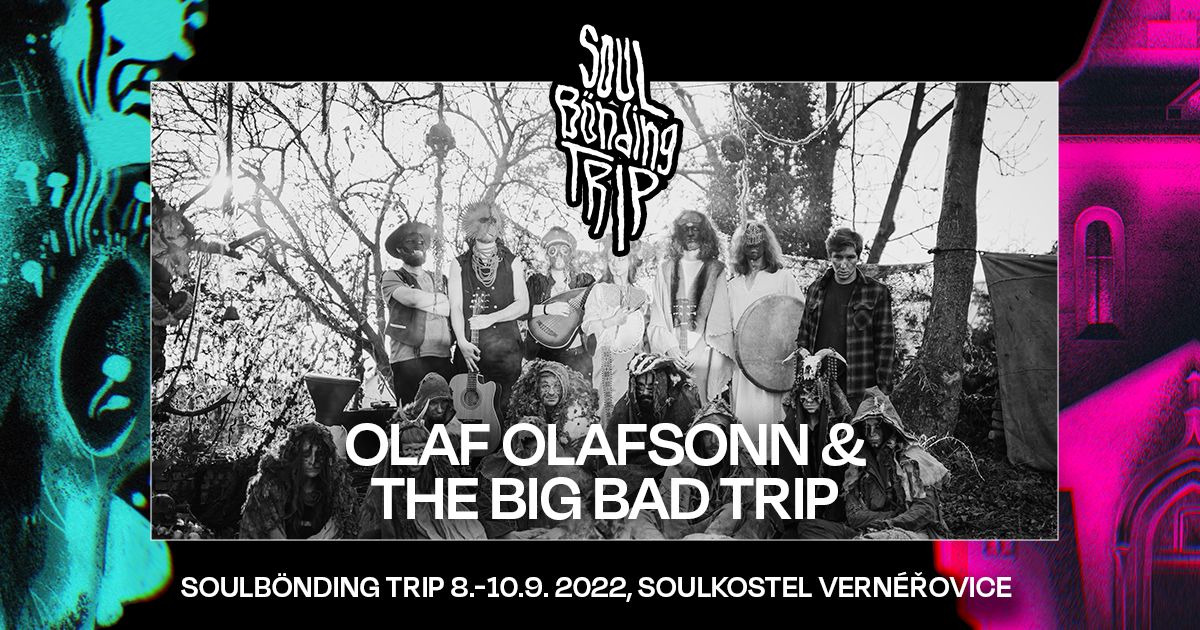 SOUL
BÖNDING
TRIP
OLAF OLAFSONN &
THE BIG BAD TRIP
SOULBÖNDING TRIP 8.-10.9. 2022, SOULKOSTEL VERNÉŘOVICE